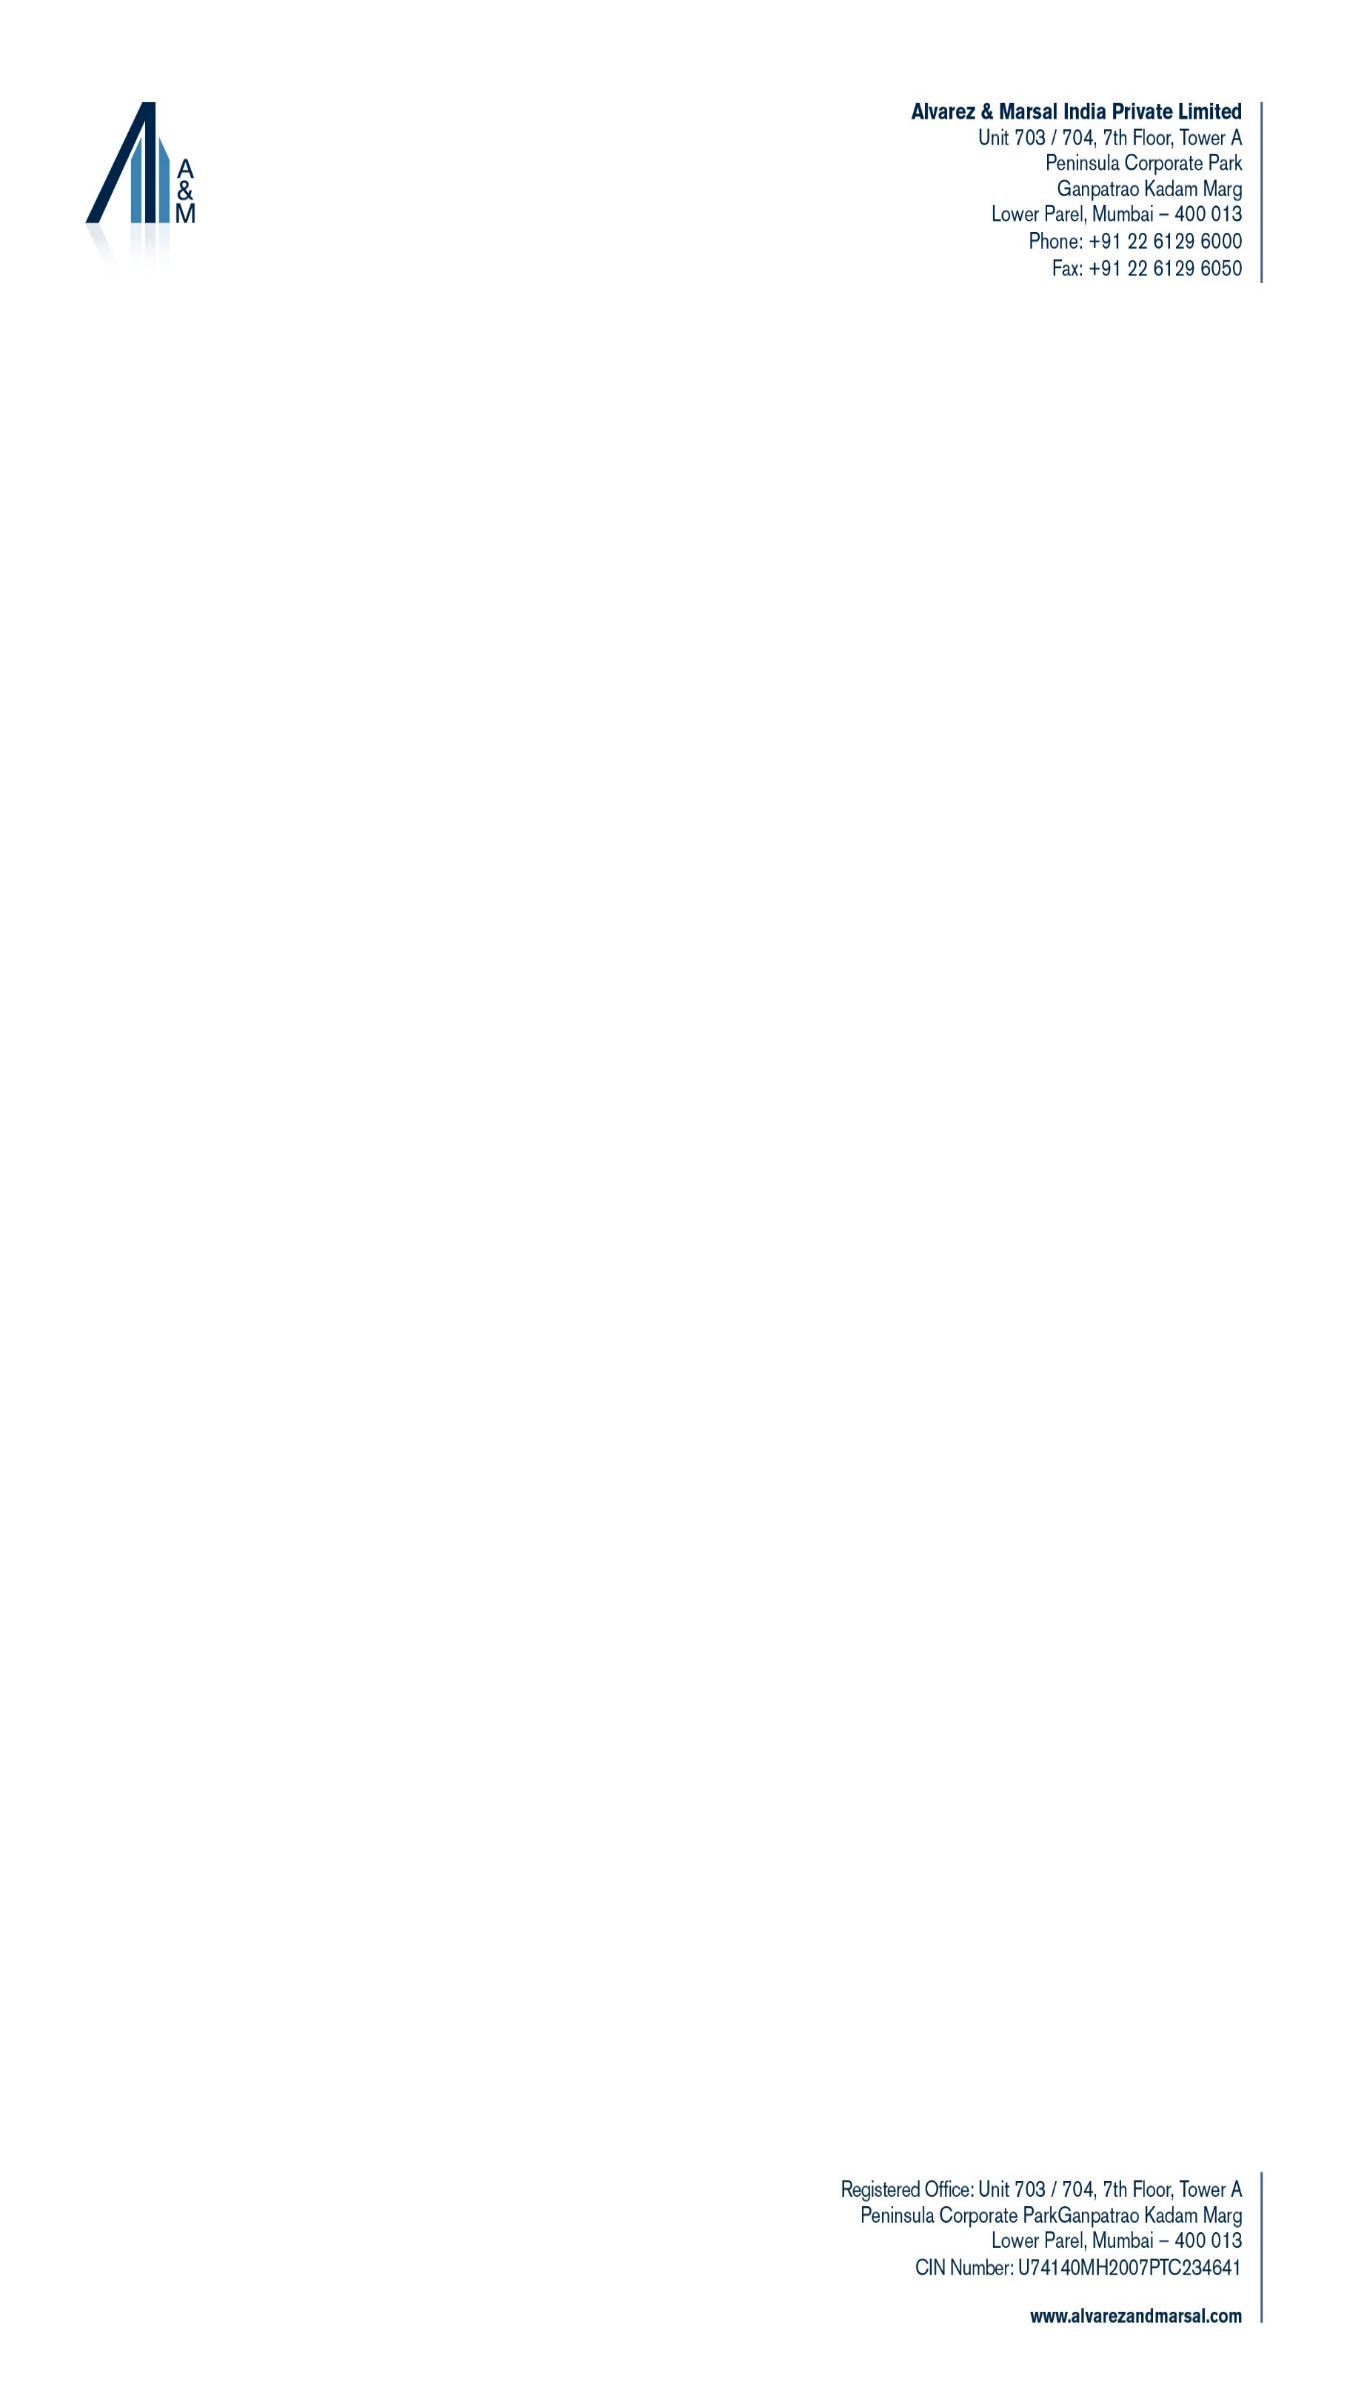 A
&
M
Alvarez & Marsal India Private Limited
Unit 703 / 704, 7th Floor, Tower A
Peninsula Corporate Park
Ganpatrao Kadam Marg
Lower Parel, Mumbai – 400 013
Phone: +91 22 6129 6000
Fax: +91 22 6129 6050
Registered Office: Unit 703 / 704, 7th Floor, Tower A
Peninsula Corporate ParkGanpatrao Kadam Marg
Lower Parel, Mumbai – 400 013
CIN Number: U74140MH2007PTC234641
www.alvarezandmarsal.com